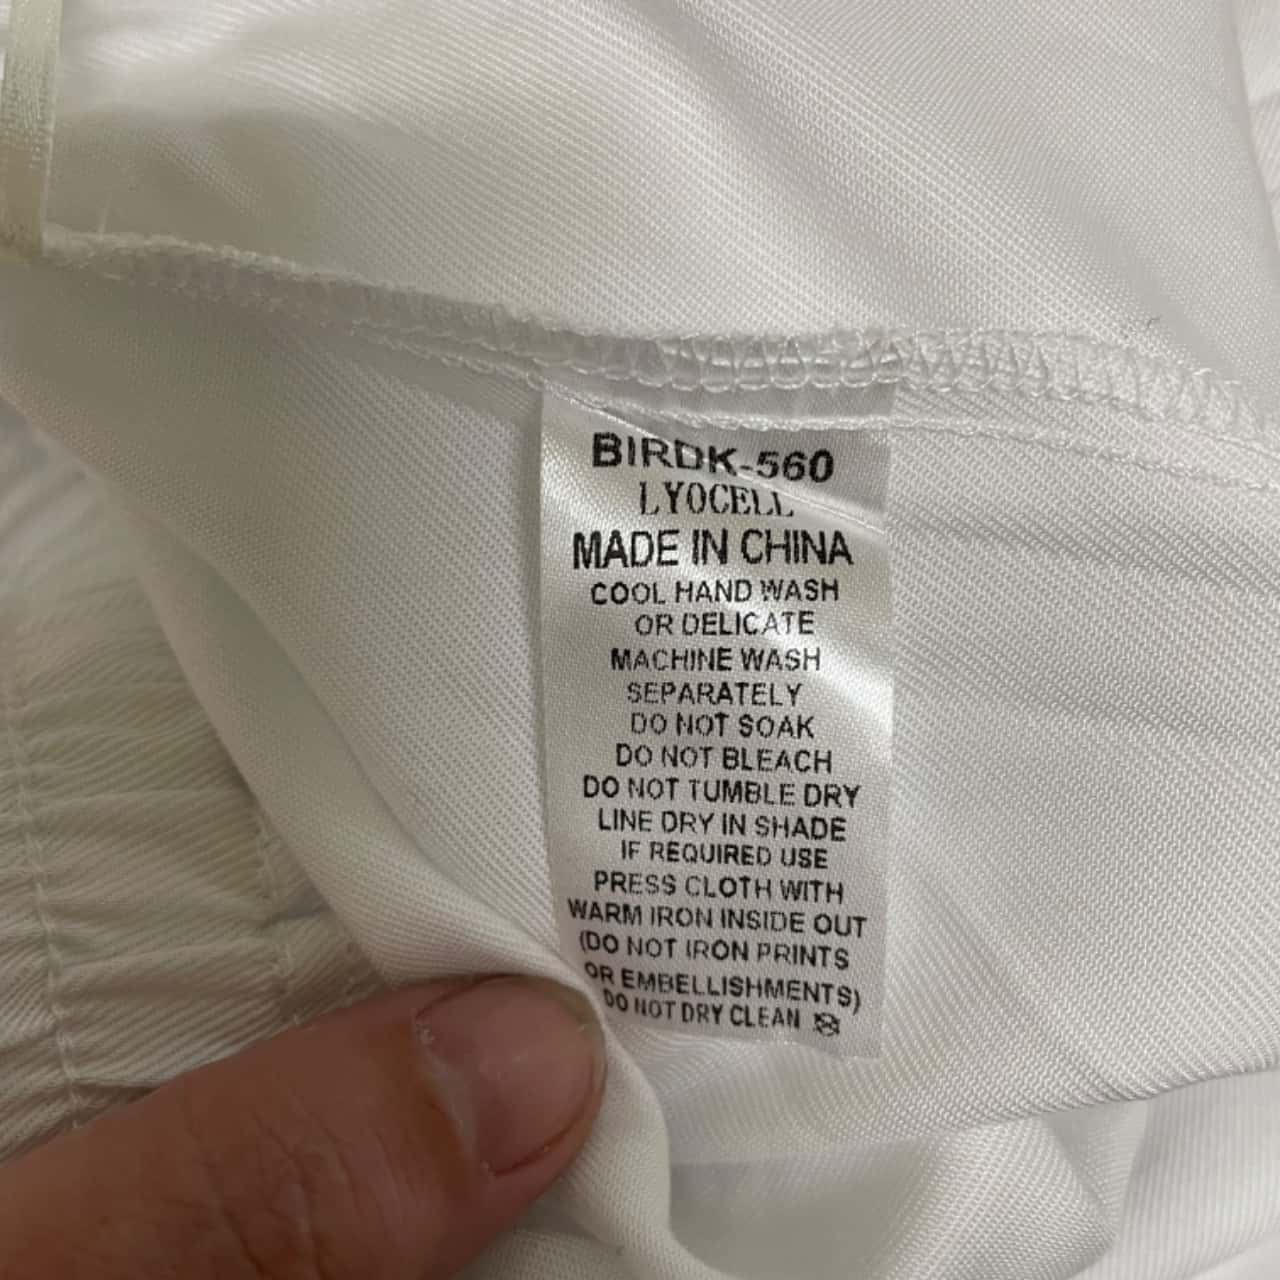 BIRDK-560
LYOCELL
MADE IN CHINA
COOL HAND WASH
OR DELICATE
MACHINE WASH
SEPARATELY
DO NOT SOAK
DO NOT BLEACH
DO NOT TUMBLE DRY
LINE DRY IN SHADE
IF REQUIRED USE
PRESS CLOTH WITH
WARM IRON INSIDE OUT
(DO NOT IRON PRINTS
OR EMBELLISHMENTS)
DO NOT DRY CLEAN